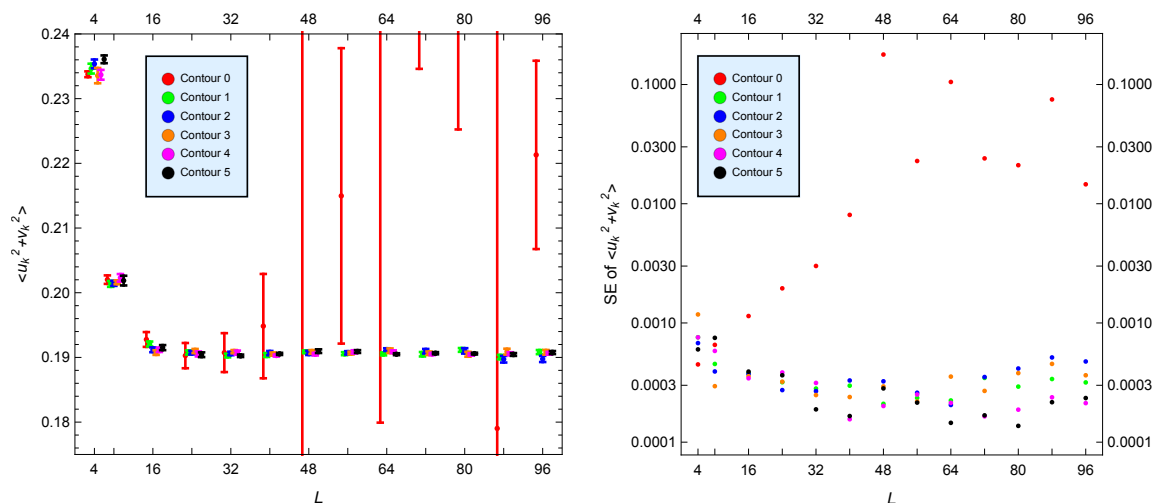 4 16 32 48 64 80 96
0.24
0.23
0.22
0.21
0.20
0.19
0.18
<u_k^2+v_k^2>
Contour 0
Contour 1
Contour 2
Contour 3
Contour 4
Contour 5
4 16 32 48 64 80 96
L
4 16 32 48 64 80 96
0.1000
0.0300
0.0100
0.0030
0.0010
0.0003
0.0001
SE of <u_k^2+v_k^2>
Contour 0
Contour 1
Contour 2
Contour 3
Contour 4
Contour 5
0.1000
0.0300
0.0100
0.0030
0.0010
0.0003
0.0001
4 16 32 48 64 80 96
L